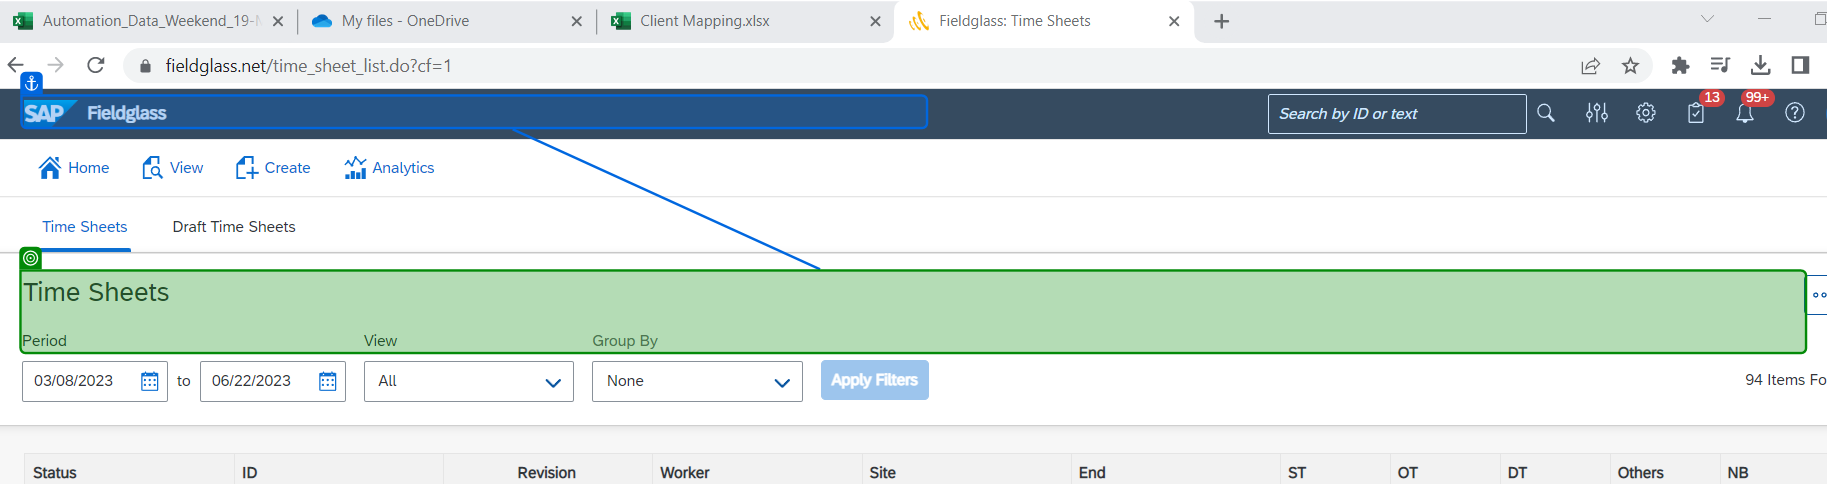 Automation_Data_Weekend_19-
My files - OneDrive
Client Mapping.xlsx
Fieldglass: Time Sheets
fieldglass.net/time_sheet_list.do?cf=1
SAP Fieldglass
Search by ID or text
13
99+
Home
View
Create
Analytics
Time Sheets
Draft Time Sheets
Time Sheets
Period
View
Group By
03/08/2023 to 06/22/2023
All
None
Apply Filters
94 Items Fo
Status
ID
Revision
Worker
Site
End
ST
OT
DT
Others
NB